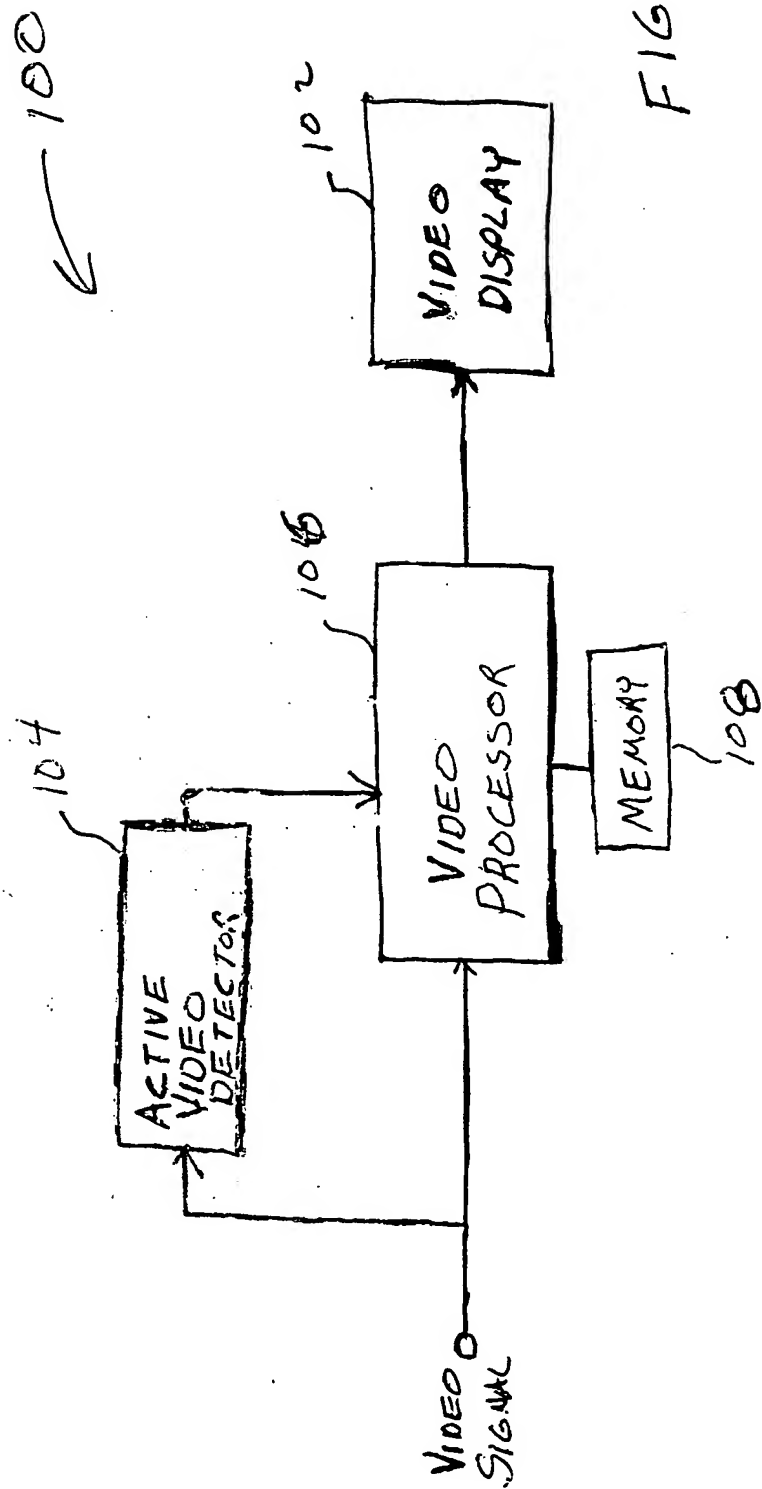 100
104
ACTIVE
VIDEO
DETECTOR
106
VIDEO
PROCESSOR
102
VIDEO
DISPLAY
VIDEO
SIGNAL
MEMORY
108
FIG